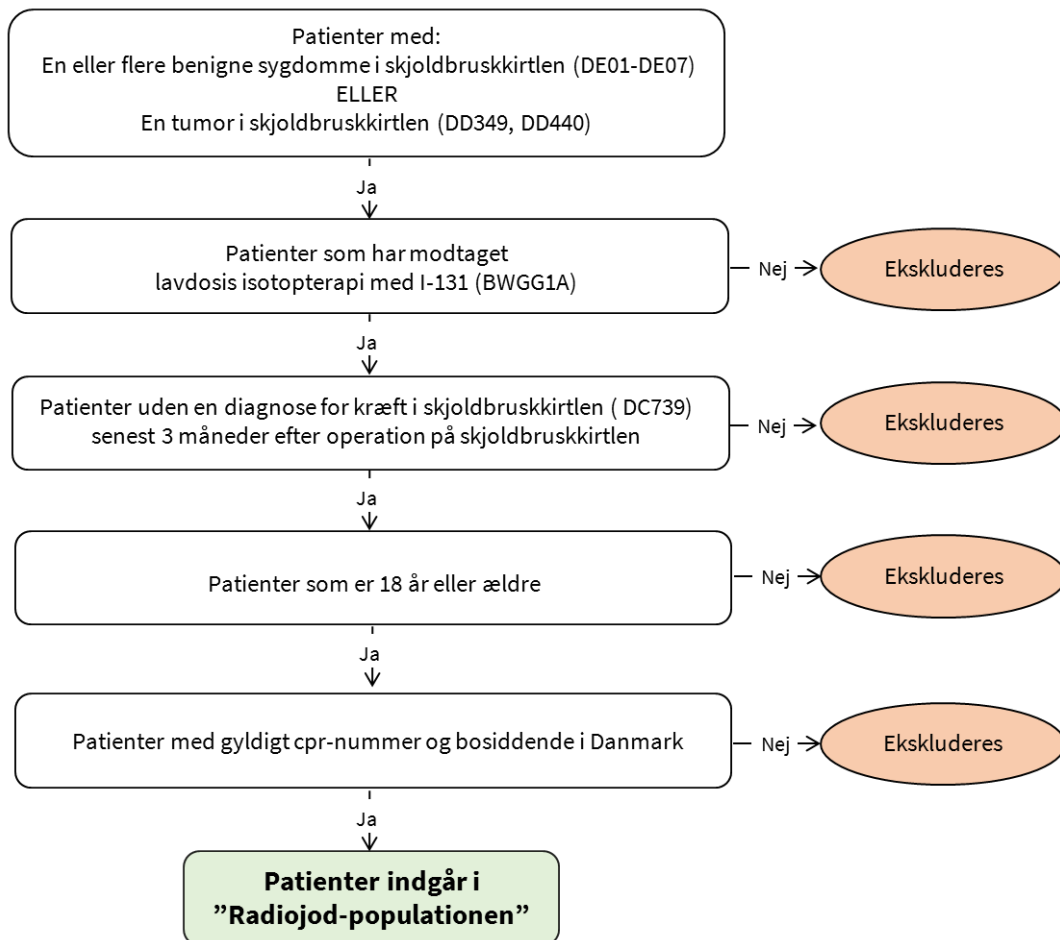 Patienter med:
En eller flere benigne sygdomme i skjoldbruskkirtlen (DE01-DE07)
ELLER
En tumor i skjoldbruskkirtlen (DD349, DD440)
Ja
Patienter som har modtaget
lavdosis isotopterapi med I-131 (BWGG1A)
Nej
Ekskluderes
Ja
Patienter uden en diagnose for kræft i skjoldbruskkirtlen ( DC739)
senest 3 måneder efter operation på skjoldbruskkirtlen
Nej
Ekskluderes
Ja
Patienter som er 18 år eller ældre
Nej
Ekskluderes
Ja
Patienter med gyldigt cpr-nummer og bosiddende i Danmark
Nej
Ekskluderes
Ja
Patienter indgår i
”Radiojod-populationen”